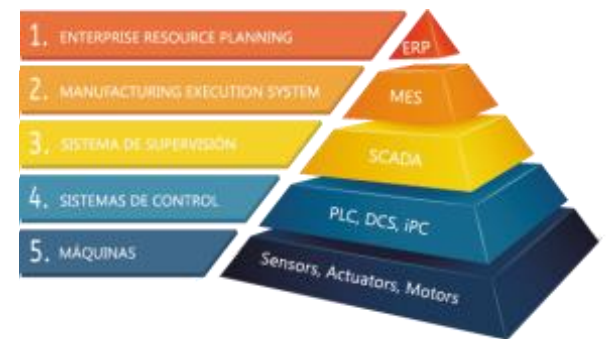 1. ENTERPRISE RESOURCE PLANNING
ERP
2. MANUFACTURING EXECUTION SYSTEM
MES
3. SISTEMA DE SUPERVISIÓN
SCADA
4. SISTEMAS DE CONTROL
PLC, DCS, iPC
5. MÁQUINAS
Sensors, Actuators, Motors